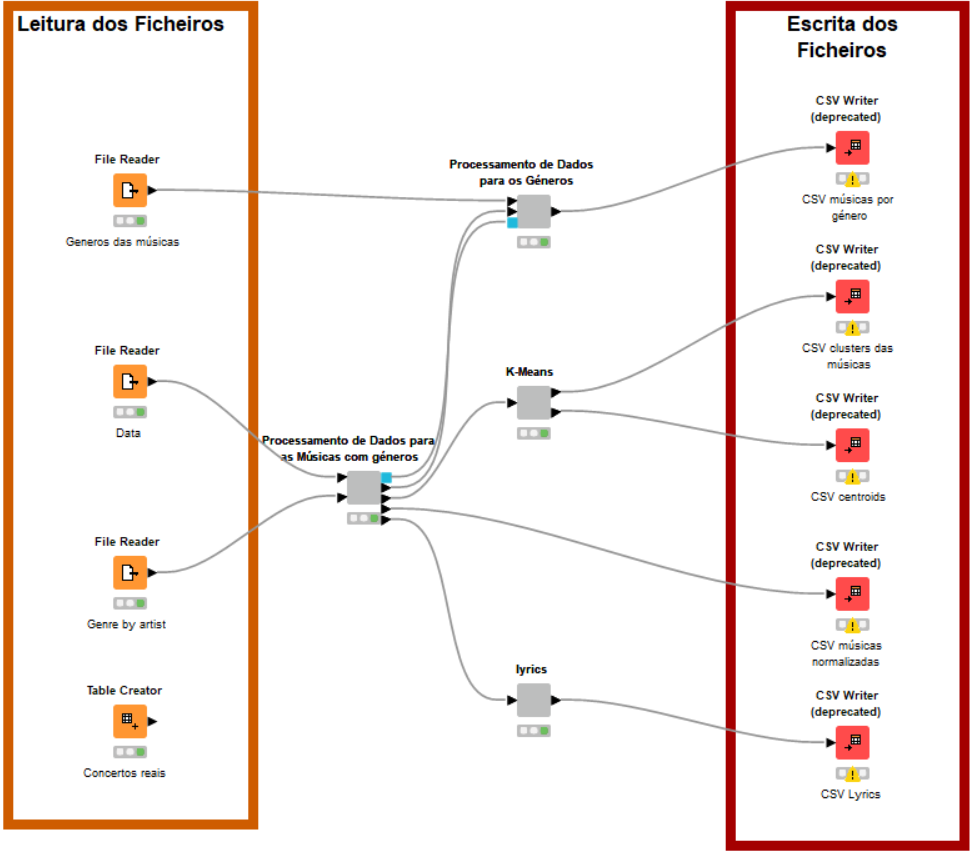 Leitura dos Ficheiros
File Reader
Generos das músicas
File Reader
Data
File Reader
Genre by artist
Table Creator
Concertos reais
Processamento de Dados para
as Músicas com géneros
Processamento de Dados
para os Géneros
K-Means
lyrics
Escrita dos
Ficheiros
CSV Writer
(deprecated)
CSV músicas por
género
CSV Writer
(deprecated)
CSV clusters das
músicas
CSV Writer
(deprecated)
CSV centroids
CSV Writer
(deprecated)
CSV músicas
normalizadas
CSV Writer
(deprecated)
CSV Lyrics